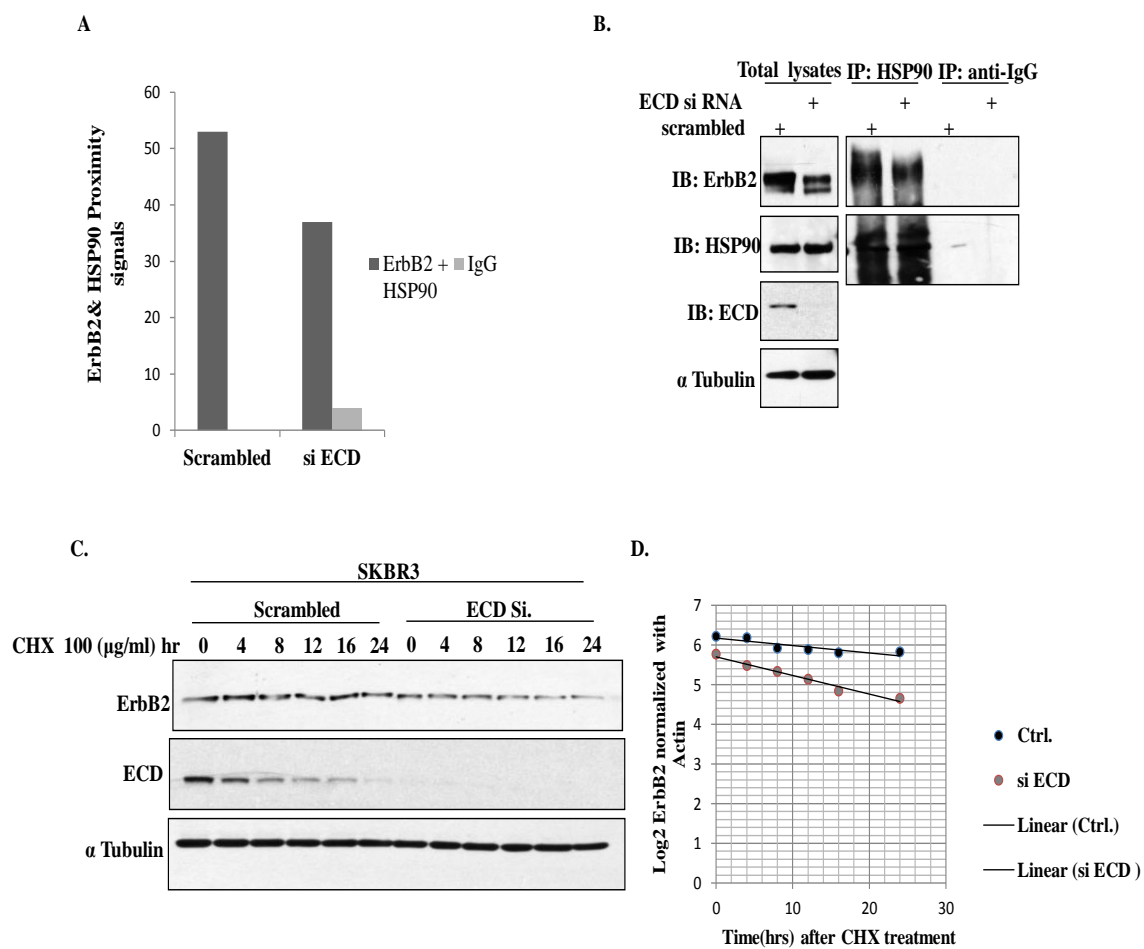 A
ErbB2& HSP90 Proximity
signals
60
50
40
30
20
10
0
Scrambled si ECD
ErbB2 + IgG
HSP90
B.
Total lysates IP: HSP90 IP: anti-IgG
ECD si RNA + + +
scrambled + + +
IB: ErbB2
IB: HSP90
IB: ECD
α Tubulin
C.
SKBR3
Scrambled ECD Si.
CHX 100 (μg/ml) hr 0 4 8 12 16 24 0 4 8 12 16 24
ErbB2
ECD
α Tubulin
D.
Log2 ErbB2 normalized with
Actin
7
6
5
4
3
2
1
0
0 10 20 30
Time(hrs) after CHX treatment
Ctrl.
si ECD
Linear (Ctrl.)
Linear (si ECD )